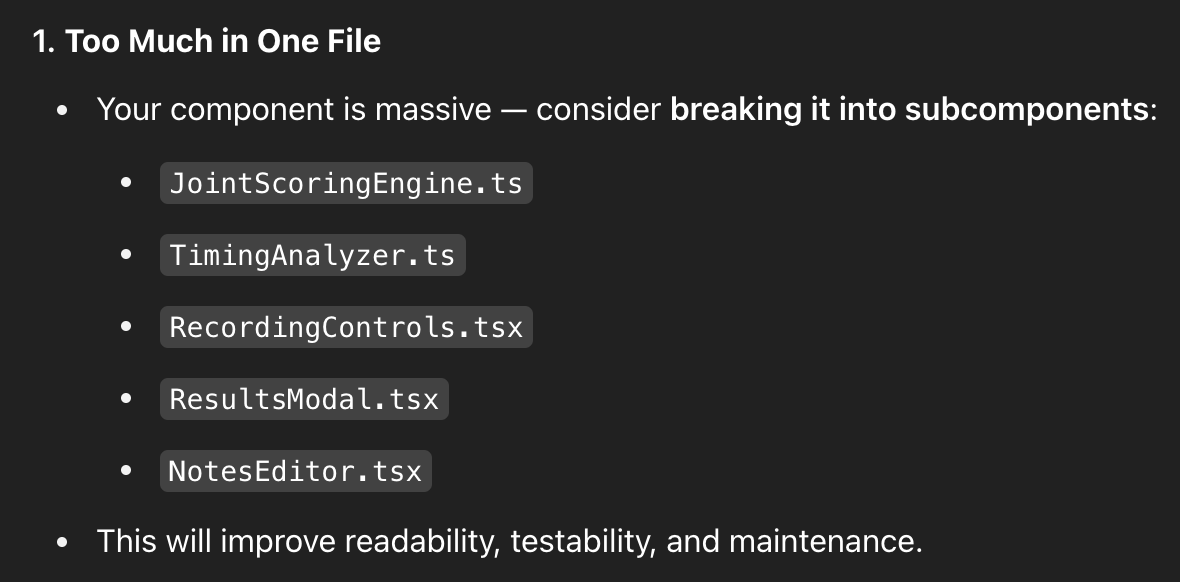 1. Too Much in One File
• Your component is massive — consider breaking it into subcomponents:
• JointScoringEngine.ts
• TimingAnalyzer.ts
• RecordingControls.tsx
• ResultsModal.tsx
• NotesEditor.tsx
• This will improve readability, testability, and maintenance.